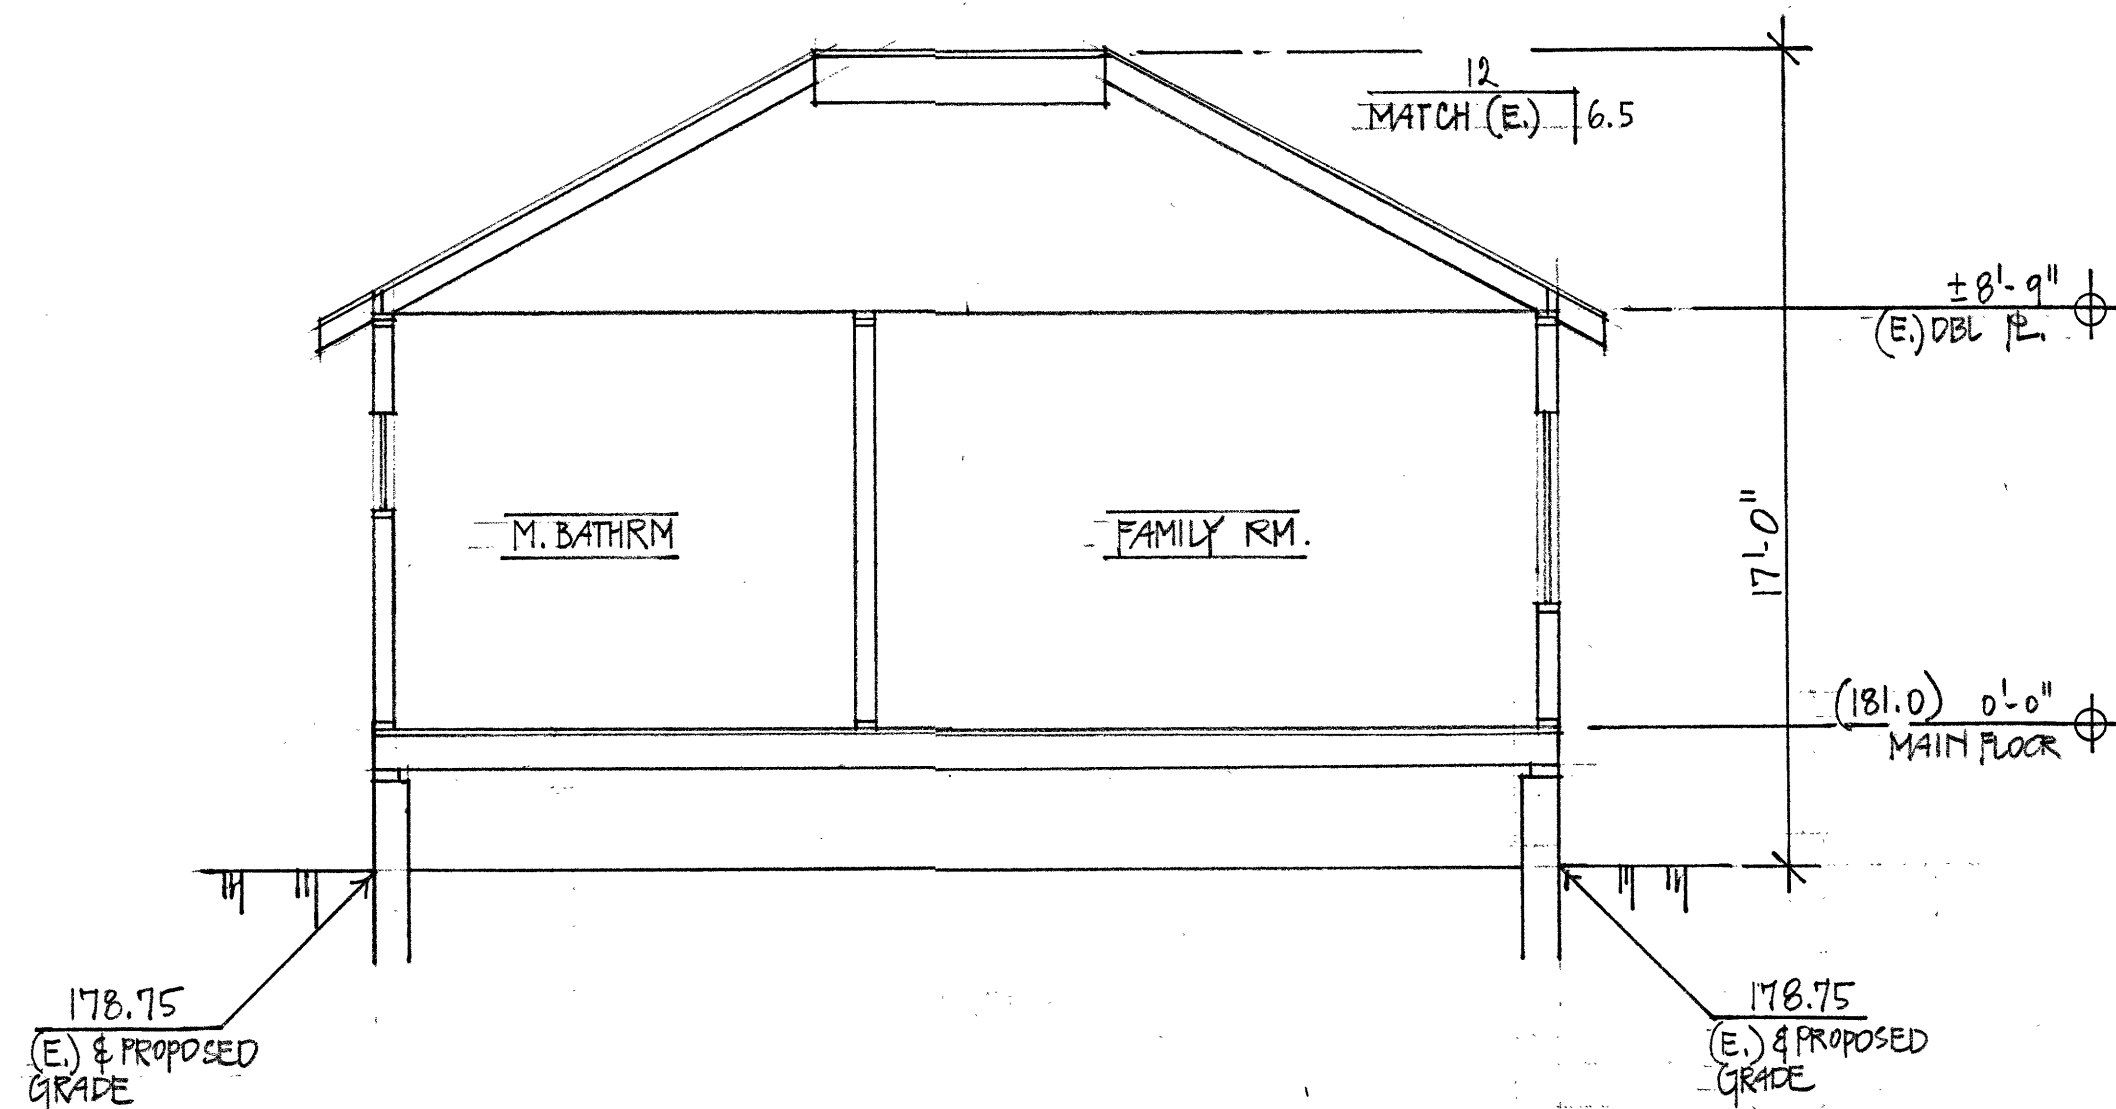 12
MATCH (E.) 6.5
±8'-9"
(E.) DBL PL.
M. BATHRM
FAMILY RM.
17'-0"
(181.0) 0'-0"
MAIN FLOOR
178.75
(E.) & PROPOSED
GRADE
178.75
(E.) & PROPOSED
GRADE